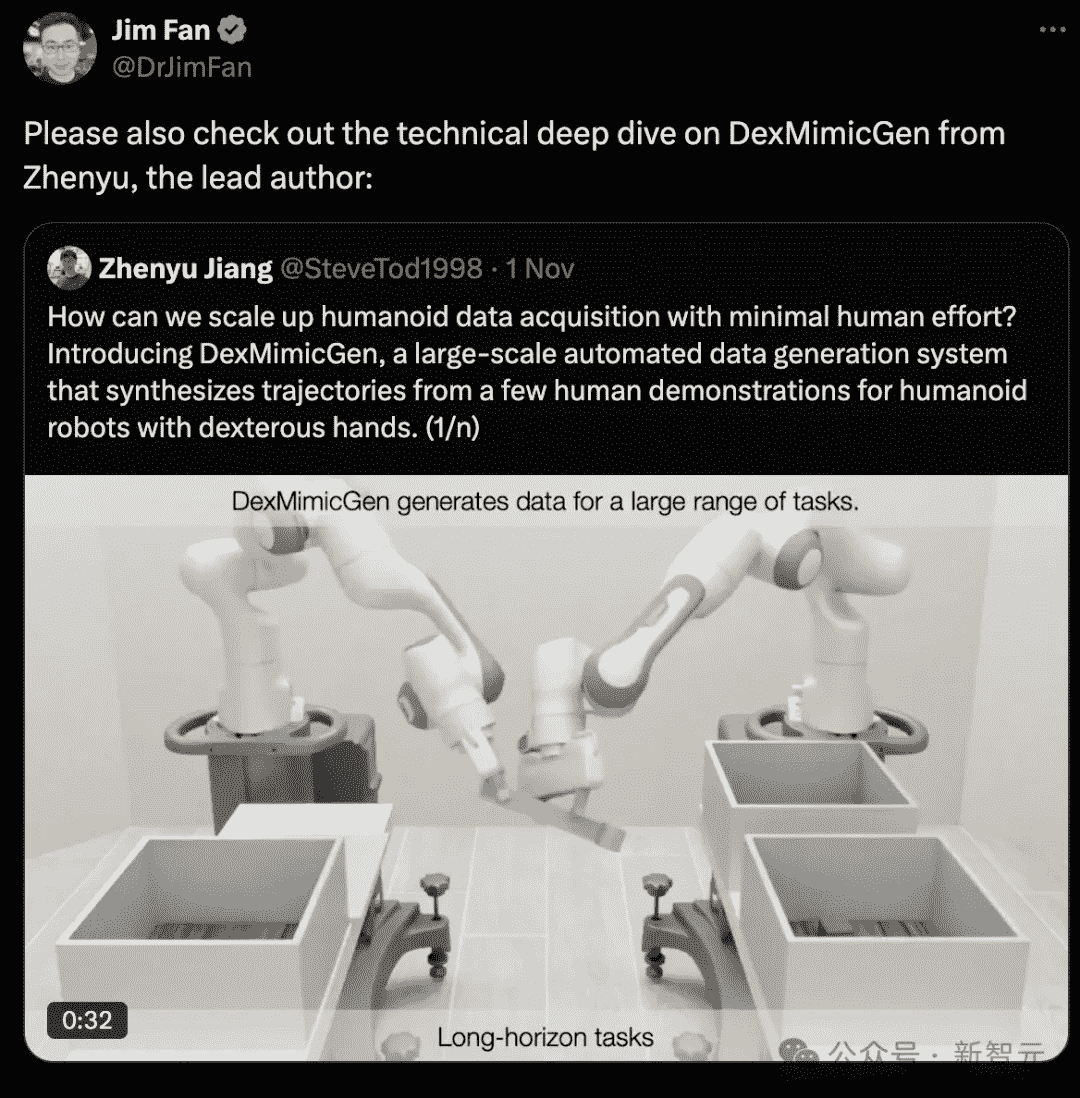 Jim Fan
@DrJimFan
Please also check out the technical deep dive on DexMimicGen from
Zhenyu, the lead author:
Zhenyu Jiang @SteveTod1998 · 1 Nov
How can we scale up humanoid data acquisition with minimal human effort?
Introducing DexMimicGen, a large-scale automated data generation system
that synthesizes trajectories from a few human demonstrations for humanoid
robots with dexterous hands. (1/n)
DexMimicGen generates data for a large range of tasks.
0:32
Long-horizon tasks
公众号 · 新智元